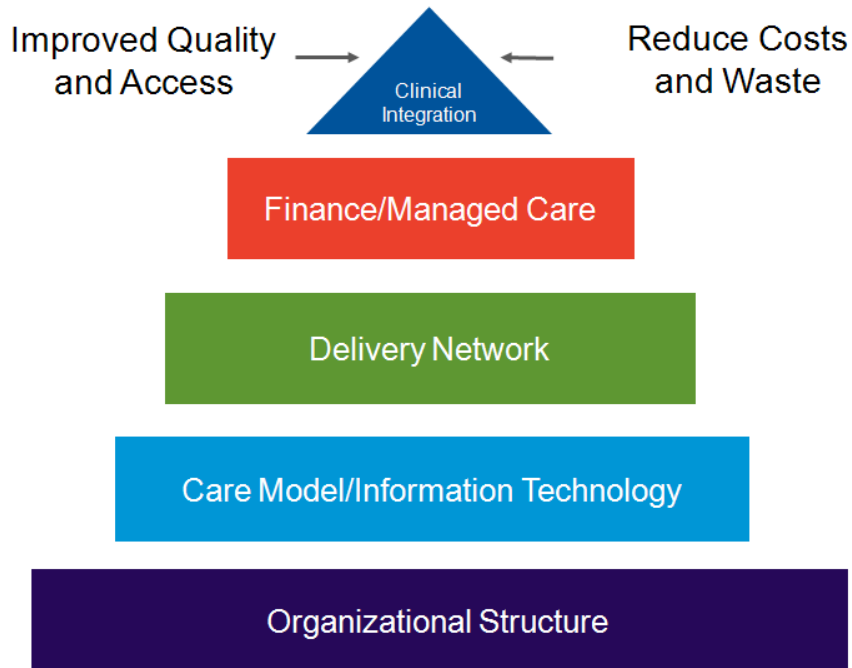 Improved Quality
and Access
Reduce Costs
and Waste
Clinical
Integration
Finance/Managed Care
Delivery Network
Care Model/Information Technology
Organizational Structure